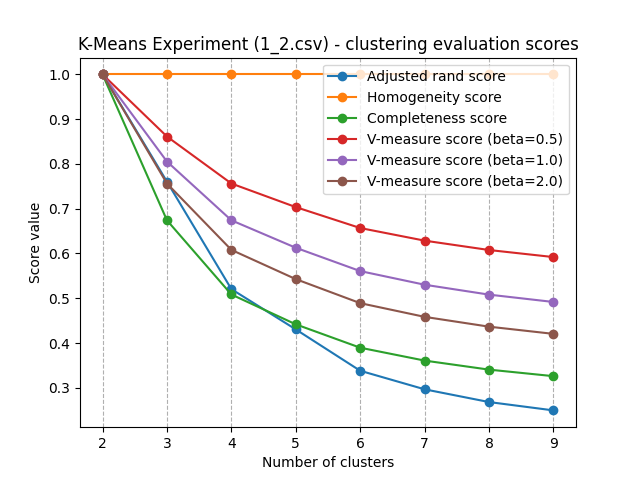 K-Means Experiment (1_2.csv) - clustering evaluation scores
Adjusted rand score
Homogeneity score
Completeness score
V-measure score (beta=0.5)
V-measure score (beta=1.0)
V-measure score (beta=2.0)
Score value
1.0
0.9
0.8
0.7
0.6
0.5
0.4
0.3
2 3 4 5 6 7 8 9
Number of clusters